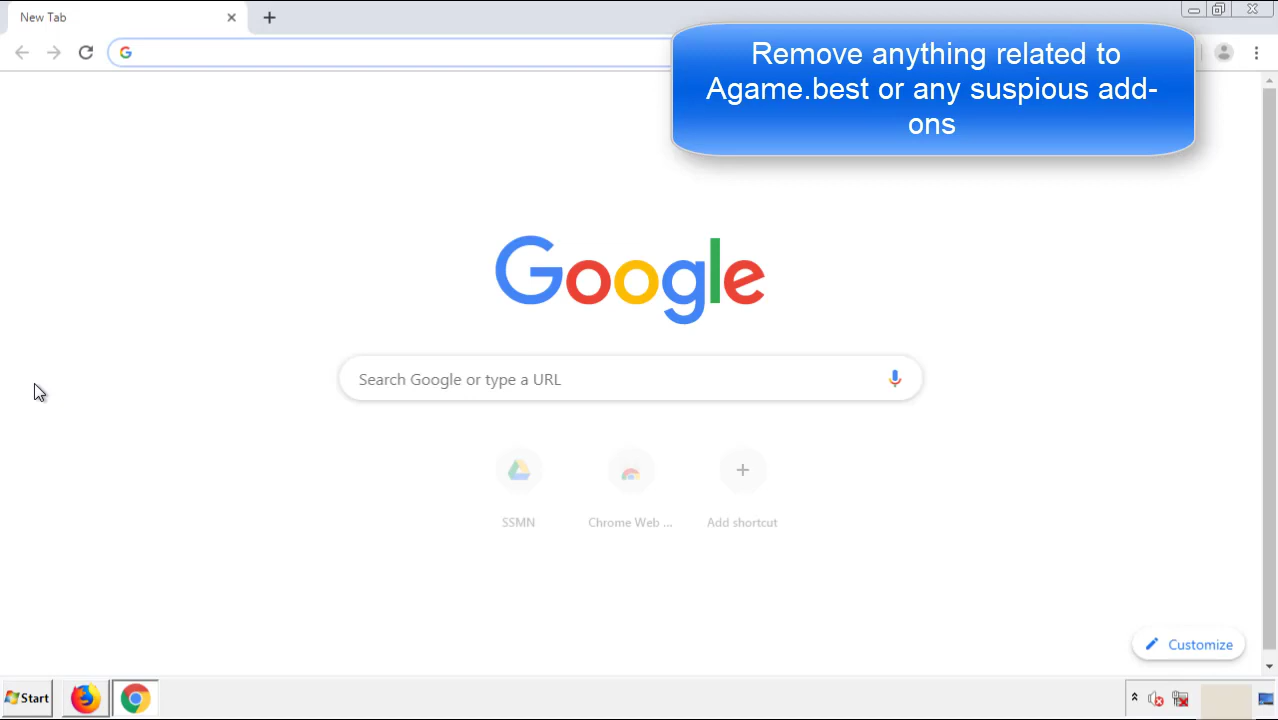 New Tab
Remove anything related to
Agame.best or any suspious add-
ons
Google
Search Google or type a URL
SSMN
Chrome Web ...
Add shortcut
Customize
Start